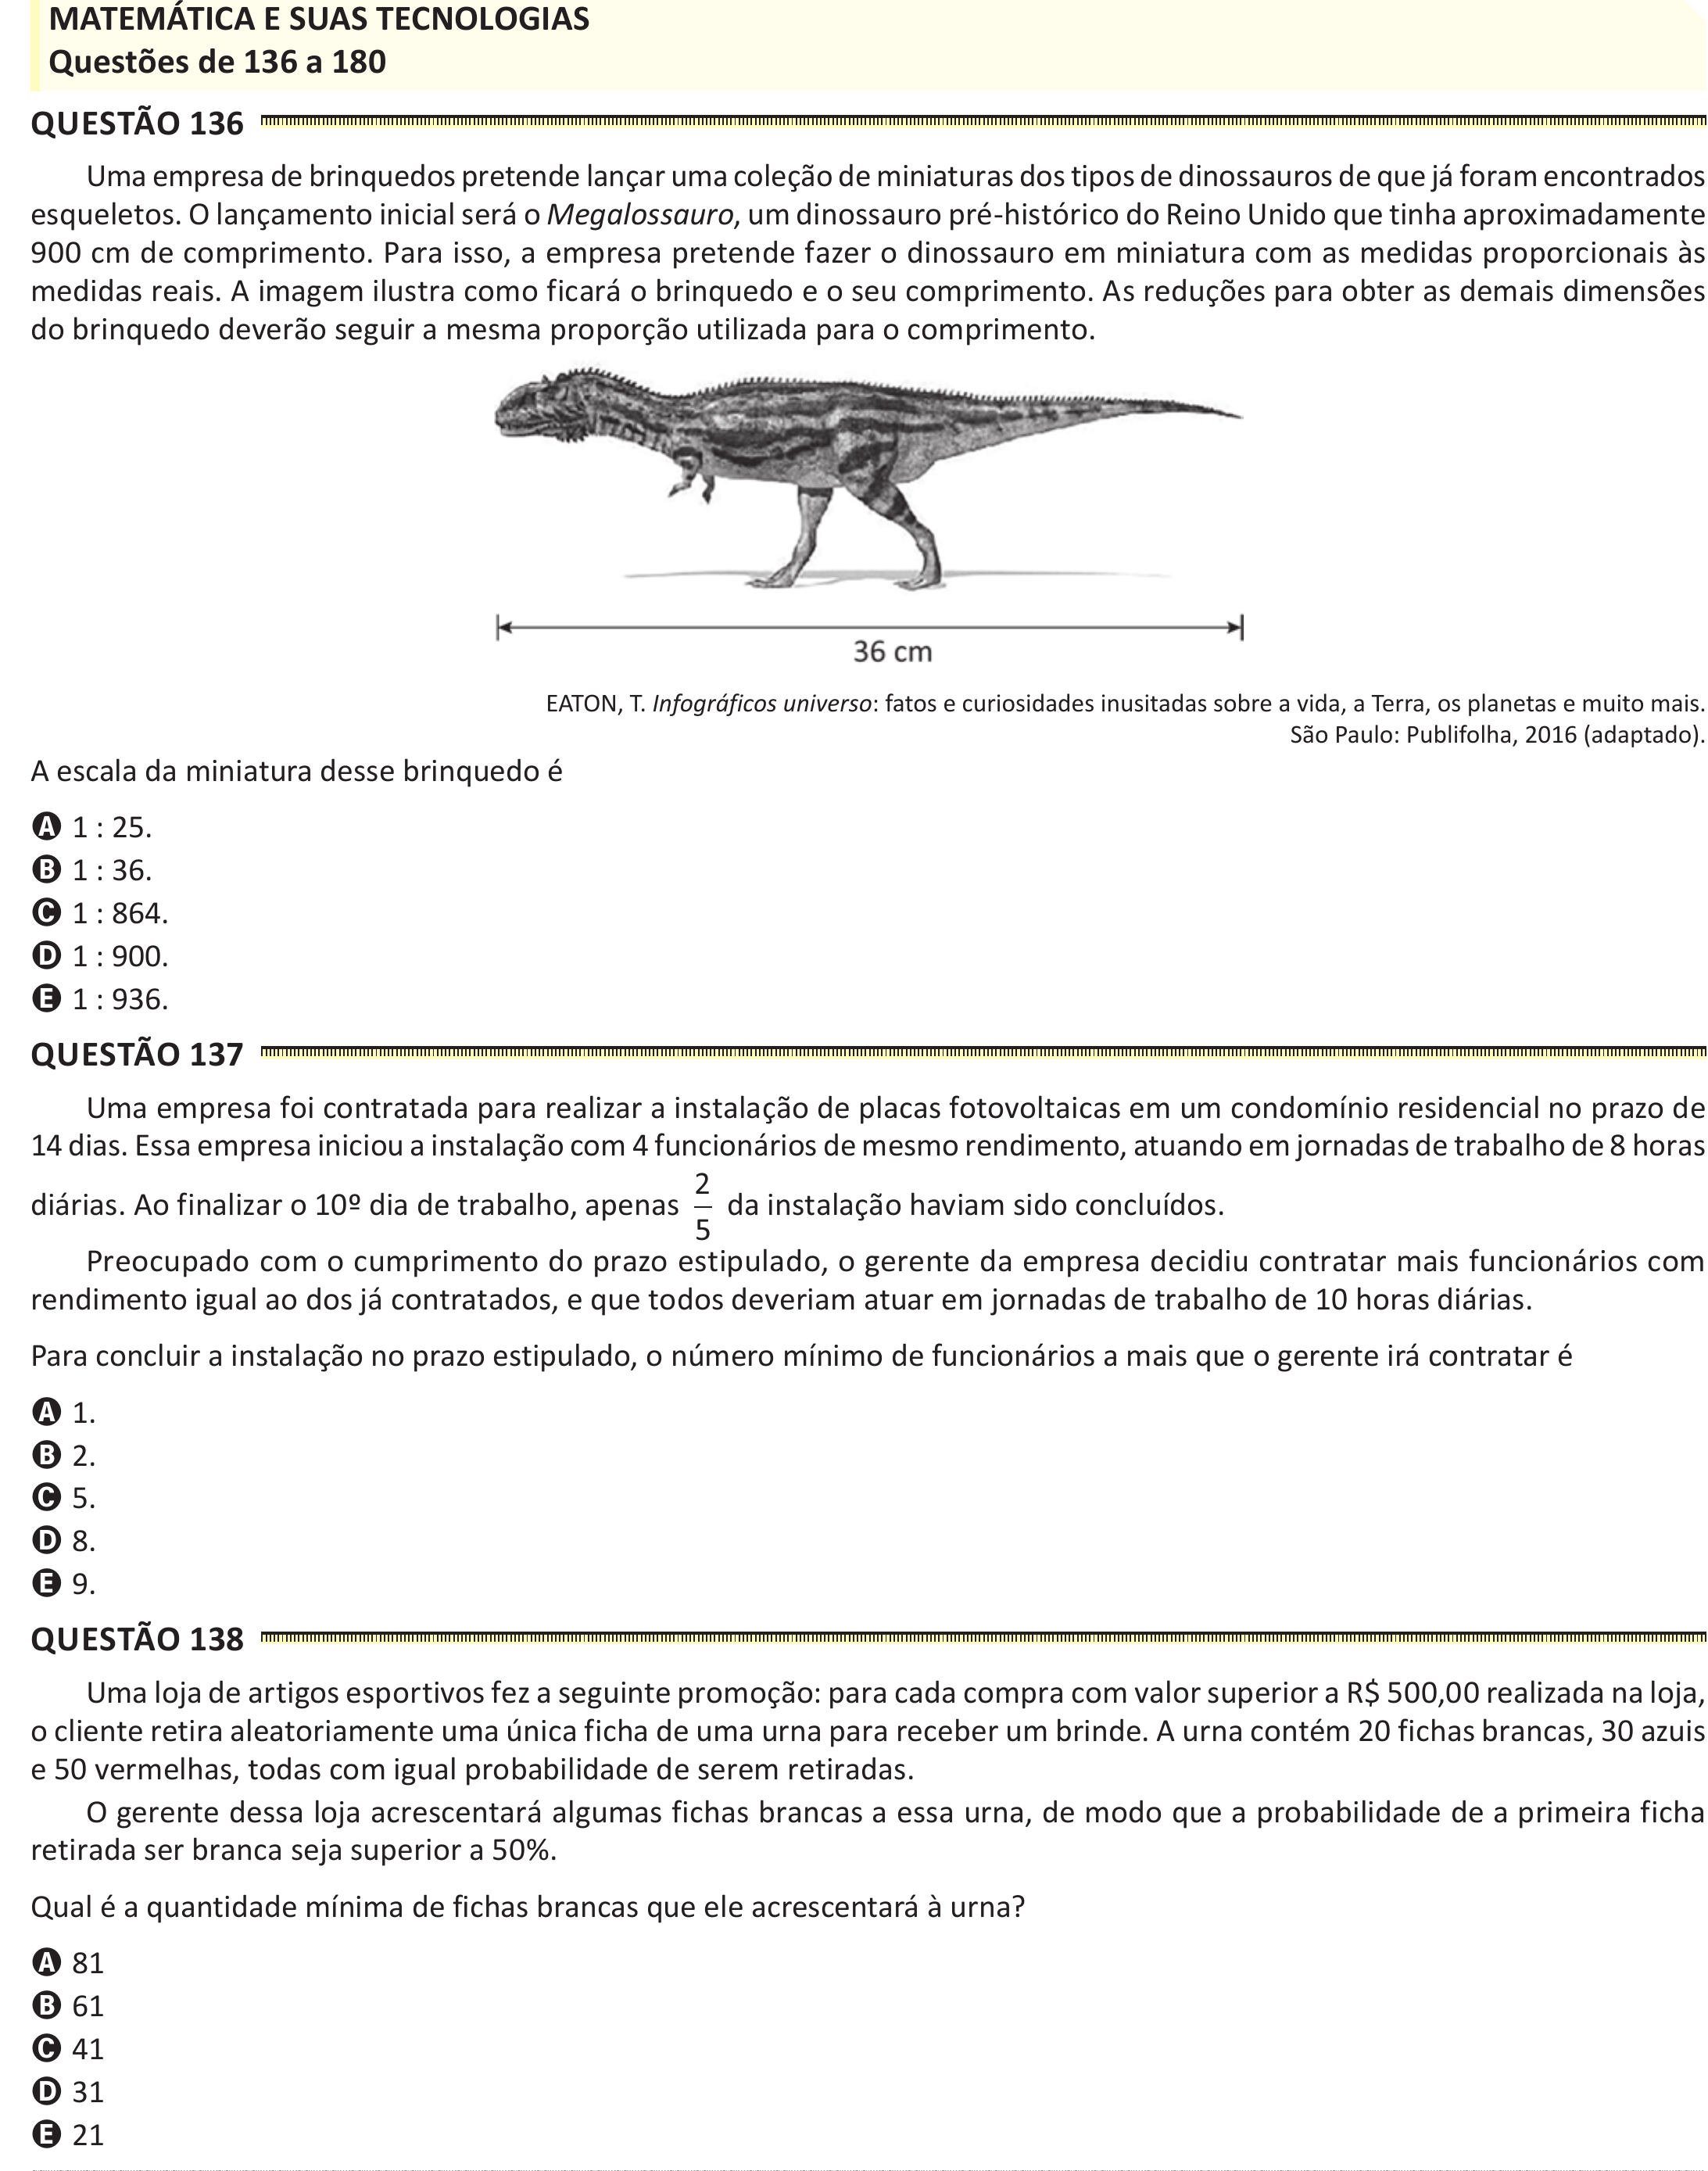 MATEMÁTICA E SUAS TECNOLOGIAS
Questões de 136 a 180
QUESTÃO 136
Uma empresa de brinquedos pretende lançar uma coleção de miniaturas dos tipos de dinossauros de que já foram encontrados
esqueletos. O lançamento inicial será o Megalossauro, um dinossauro pré-histórico do Reino Unido que tinha aproximadamente
900 cm de comprimento. Para isso, a empresa pretende fazer o dinossauro em miniatura com as medidas proporcionais às
medidas reais. A imagem ilustra como ficará o brinquedo e o seu comprimento. As reduções para obter as demais dimensões
do brinquedo deverão seguir a mesma proporção utilizada para o comprimento.
36 cm
EATON, T. Infográficos universo: fatos e curiosidades inusitadas sobre a vida, a Terra, os planetas e muito mais.
São Paulo: Publifolha, 2016 (adaptado).
A escala da miniatura desse brinquedo é
A 1 : 25.
B 1 : 36.
C 1 : 864.
D 1 : 900.
E 1 : 936.
QUESTÃO 137
Uma empresa foi contratada para realizar a instalação de placas fotovoltaicas em um condomínio residencial no prazo de
14 dias. Essa empresa iniciou a instalação com 4 funcionários de mesmo rendimento, atuando em jornadas de trabalho de 8 horas
diárias. Ao finalizar o 10º dia de trabalho, apenas 2/5 da instalação haviam sido concluídos.
Preocupado com o cumprimento do prazo estipulado, o gerente da empresa decidiu contratar mais funcionários com
rendimento igual ao dos já contratados, e que todos deveriam atuar em jornadas de trabalho de 10 horas diárias.
Para concluir a instalação no prazo estipulado, o número mínimo de funcionários a mais que o gerente irá contratar é
A 1.
B 2.
C 5.
D 8.
E 9.
QUESTÃO 138
Uma loja de artigos esportivos fez a seguinte promoção: para cada compra com valor superior a R$ 500,00 realizada na loja,
o cliente retira aleatoriamente uma única ficha de uma urna para receber um brinde. A urna contém 20 fichas brancas, 30 azuis
e 50 vermelhas, todas com igual probabilidade de serem retiradas.
O gerente dessa loja acrescentará algumas fichas brancas a essa urna, de modo que a probabilidade de a primeira ficha
retirada ser branca seja superior a 50%.
Qual é a quantidade mínima de fichas brancas que ele acrescentará à urna?
A 81
B 61
C 41
D 31
E 21